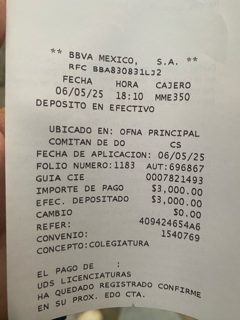 ** BBVA MEXICO, S.A. **
RFC BBA830831LJ2
FECHA HORA CAJERO
06/05/25 18:10 MME350
DEPOSITO EN EFECTIVO
UBICADO EN: OFNA PRINCIPAL
COMITAN DE DO CS
FECHA DE APLICACION: 06/05/25
FOLIO NUMERO:1183 AUT:696867
GUIA CIE 0007821493
IMPORTE DE PAGO $3,000.00
EFEC. DEPOSITADO $3,000.00
CAMBIO $0.00
REFER: 409424654A6
CONVENIO: 1540769
CONCEPTO:COLEGIATURA
EL PAGO DE :
UDS LICENCIATURAS
HA QUEDADO REGISTRADO CONFIRME
EN SU PROX. EDO CTA.